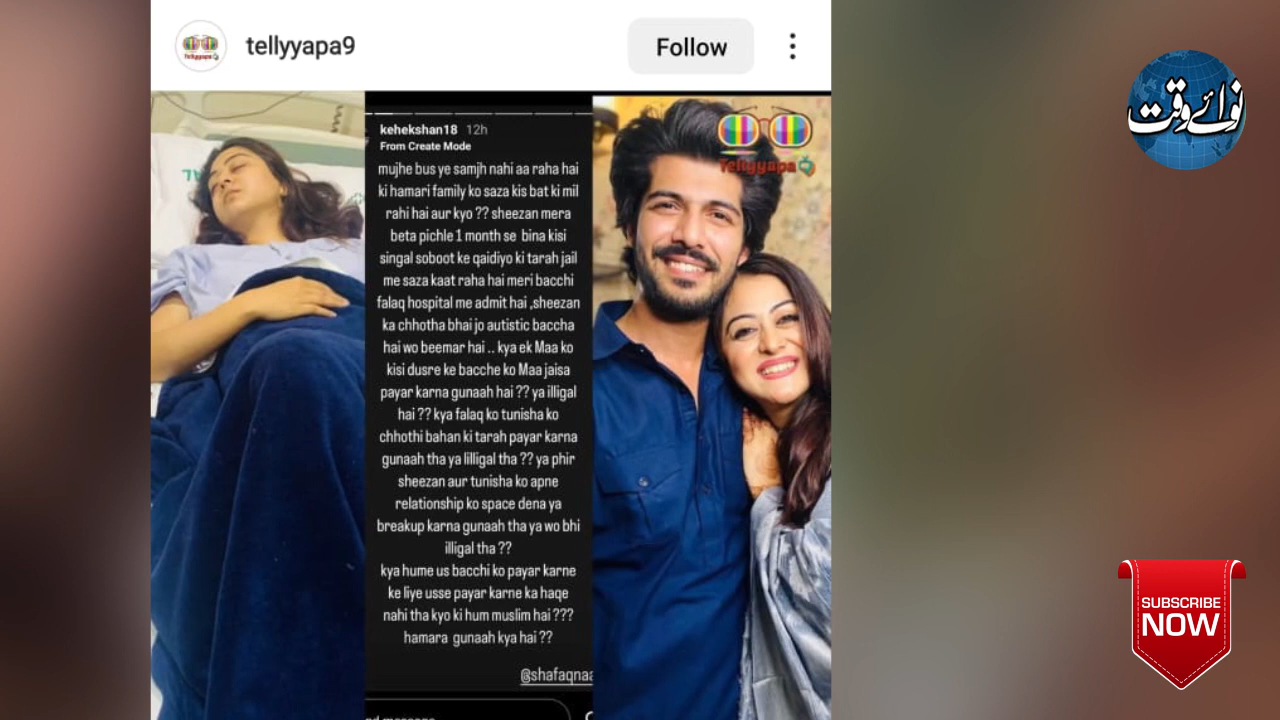 tellyyapa9
Follow
نوائے وقت
kehekshan18 12h
From Create Mode
mujhe bus ye samjh nahi aa raha hai
ki hamari family ko saza kis bat ki mil
rahi hai aur kyo ?? sheezan mera
beta pichle 1 month se bina kisi
singal soboot ke qaidiyo ki tarah jail
me saza kaat raha hai meri bacchi
falaq hospital me admit hai ,sheezan
ka chhotha bhai jo autistic baccha
hai wo beemar hai .. kya ek Maa ko
kisi dusre ke bacche ko Maa jaisa
payar karna gunaah hai ?? ya illigal
hai ?? kya falaq ko tunisha ko
chhothi bahan ki tarah payar karna
gunaah tha ya lilligal tha ?? ya phir
sheezan aur tunisha ko apne
relationship ko space dena ya
breakup karna gunaah tha ya wo bhi
illigal tha ??
kya hume us bacchi ko payar karne
ke liye usse payar karne ka haqe
nahi tha kyo ki hum muslim hai ???
hamara gunaah kya hai ??
@shafaqnaa
Tellyyapa
SUBSCRIBE
NOW